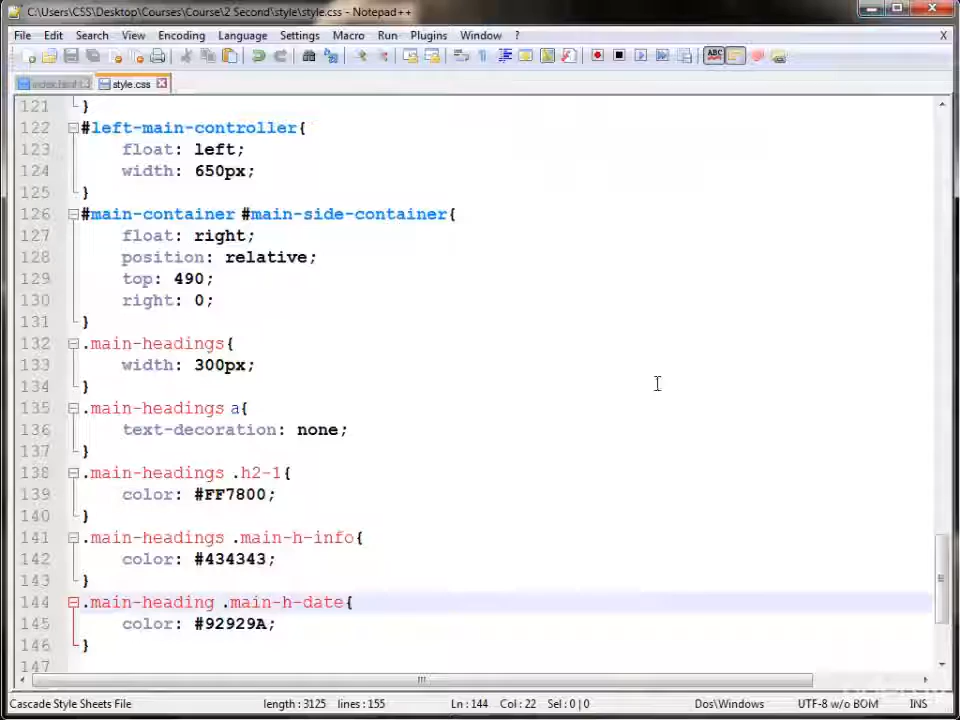 C:\Users\CSS\Desktop\Courses\Course\2 Second\style\style.css - Notepad++
File Edit Search View Encoding Language Settings Macro Run Plugins Window ? X
style.css
121 }
122 #left-main-controller{
123 float: left;
124 width: 650px;
125 }
126 #main-container #main-side-container{
127 float: right;
128 position: relative;
129 top: 490;
130 right: 0;
131 }
132 .main-headings{
133 width: 300px;
134 }
135 .main-headings a{
136 text-decoration: none;
137 }
138 .main-headings .h2-1{
139 color: #FF7800;
140 }
141 .main-headings .main-h-info{
142 color: #434343;
143 }
144 .main-heading .main-h-date{
145 color: #92929A;
146 }
147
Cascade Style Sheets File length : 3125 lines : 155 Ln : 144 Col : 22 Sel : 0 | 0 Dos\Windows UTF-8 w/o BOM INS